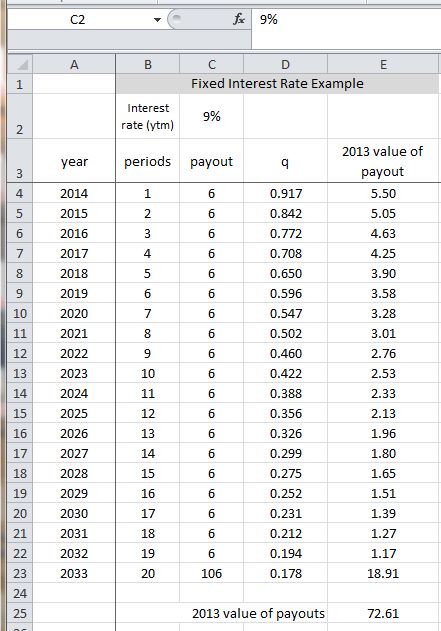 C2 fx 9%
A B C D E
1 Fixed Interest Rate Example
Interest
2 rate (ytm) 9%
2013 value of
3 year periods payout q payout
4 2014 1 6 0.917 5.50
5 2015 2 6 0.842 5.05
6 2016 3 6 0.772 4.63
7 2017 4 6 0.708 4.25
8 2018 5 6 0.650 3.90
9 2019 6 6 0.596 3.58
10 2020 7 6 0.547 3.28
11 2021 8 6 0.502 3.01
12 2022 9 6 0.460 2.76
13 2023 10 6 0.422 2.53
14 2024 11 6 0.388 2.33
15 2025 12 6 0.356 2.13
16 2026 13 6 0.326 1.96
17 2027 14 6 0.299 1.80
18 2028 15 6 0.275 1.65
19 2029 16 6 0.252 1.51
20 2030 17 6 0.231 1.39
21 2031 18 6 0.212 1.27
22 2032 19 6 0.194 1.17
23 2033 20 106 0.178 18.91
24
25 2013 value of payouts 72.61